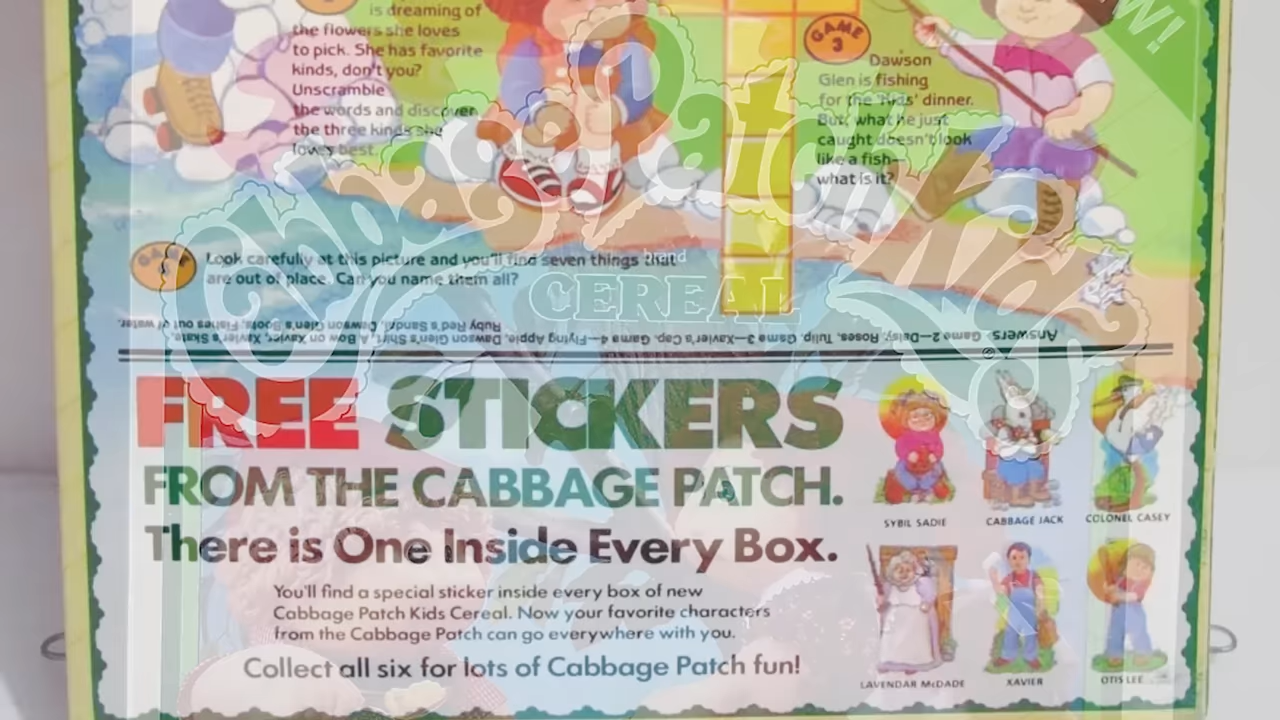 is dreaming of
the flowers she loves
to pick. She has favorite
kinds, don't you?
Unscramble
the words and discover
the three kinds she
loves best.
GAME
3
Dawson
Glen is fishing
for the 'Kids' dinner.
But, what he just
caught doesn't look
like a fish—
what is it?
W!
Cabbage Patch Kids
brand
CEREAL
GAME
Look carefully at this picture and you'll find seven things that
are out of place. Can you name them all?
Answers: Game 2—Daisy, Roses, Tulip, Game 3—Xavier's Cap, Game 4—Flying Apple, Dawson Glen's Shirt, A Bow on Xavier, Xavier's Skate,
Ruby Red's Sandal, Dawson Glen's Boots, Fishes out of water.
FREE STICKERS
FROM THE CABBAGE PATCH.
There is One Inside Every Box.
You'll find a special sticker inside every box of new
Cabbage Patch Kids Cereal. Now your favorite characters
from the Cabbage Patch can go everywhere with you.
Collect all six for lots of Cabbage Patch fun!
SYBIL SADIE
CABBAGE JACK
COLONEL CASEY
LAVENDAR McDADE
XAVIER
OTIS LEE